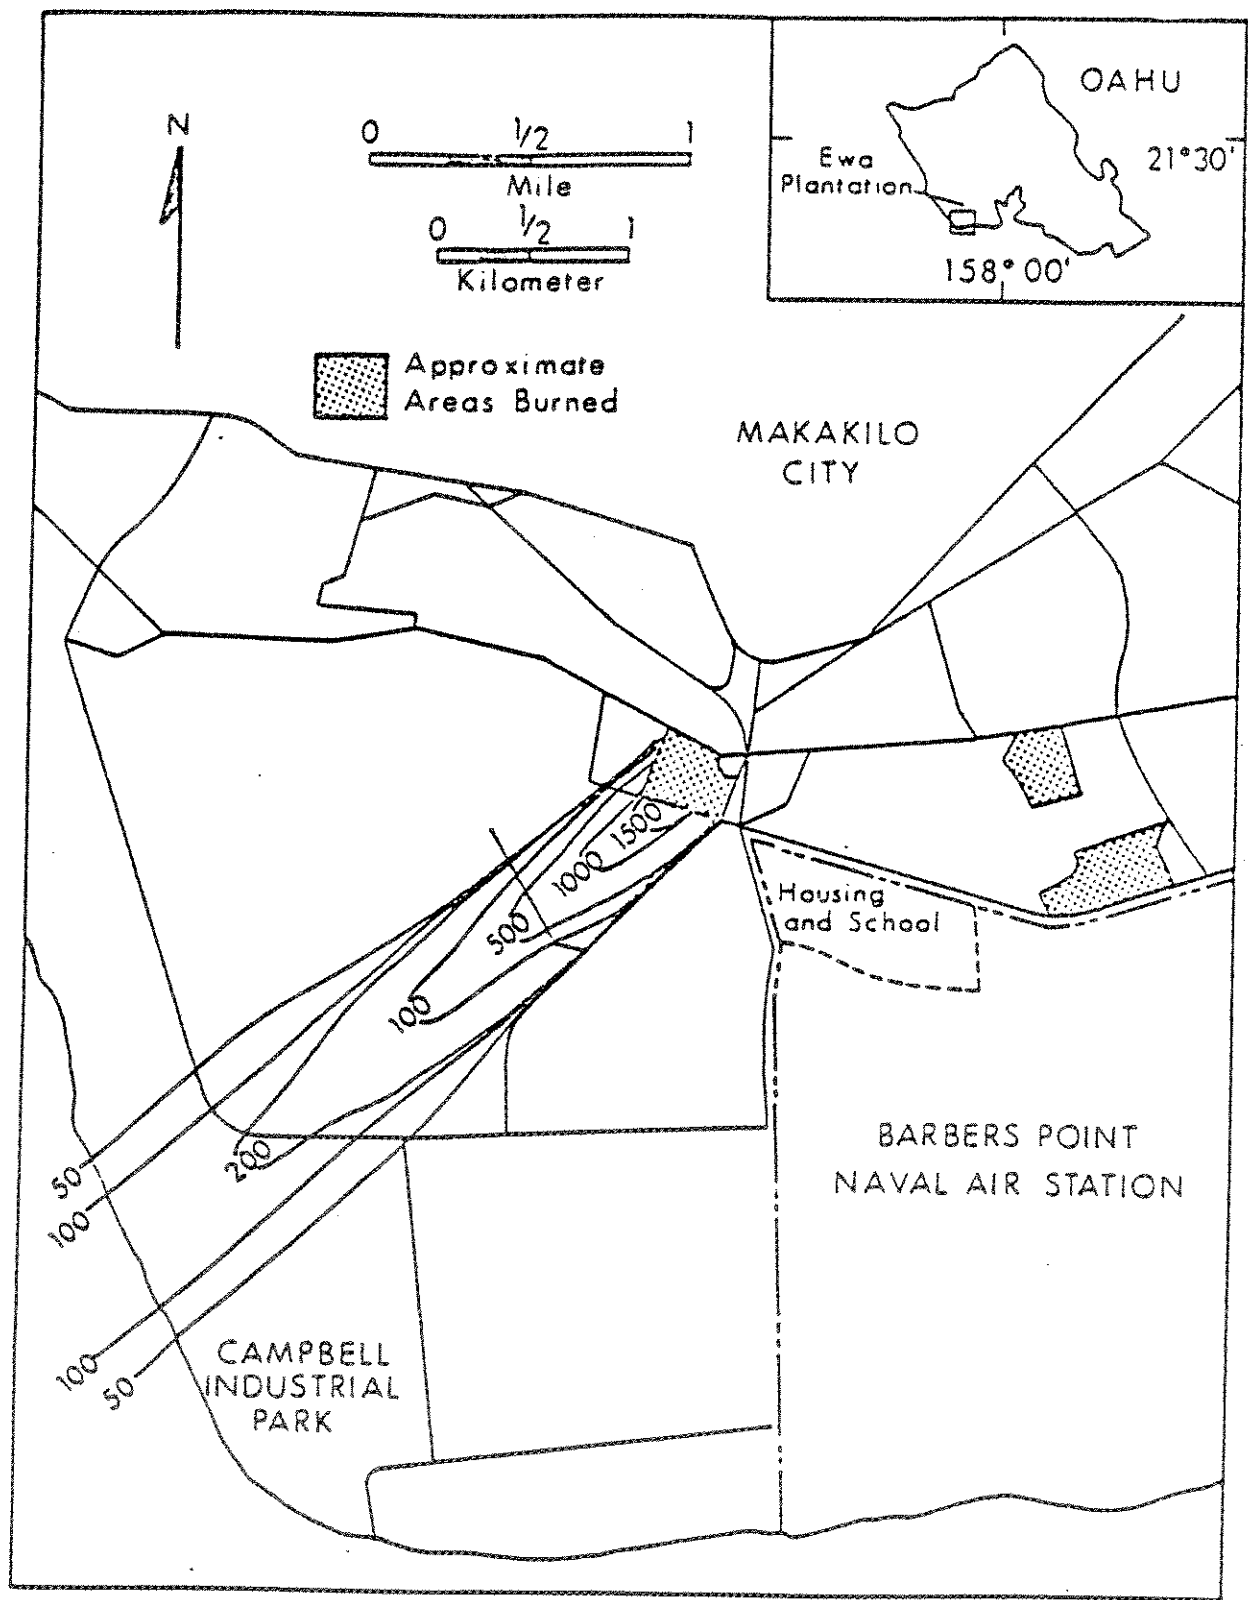 N
0 1/2 1
Mile
0 1/2 1
Kilometer
OAHU
Ewa
Plantation
21°30'
158°00'
Approximate
Areas Burned
MAKAKILO
CITY
1500
1000
500
100
200
50
100
100
50
Housing
and School
BARBERS POINT
NAVAL AIR STATION
CAMPBELL
INDUSTRIAL
PARK